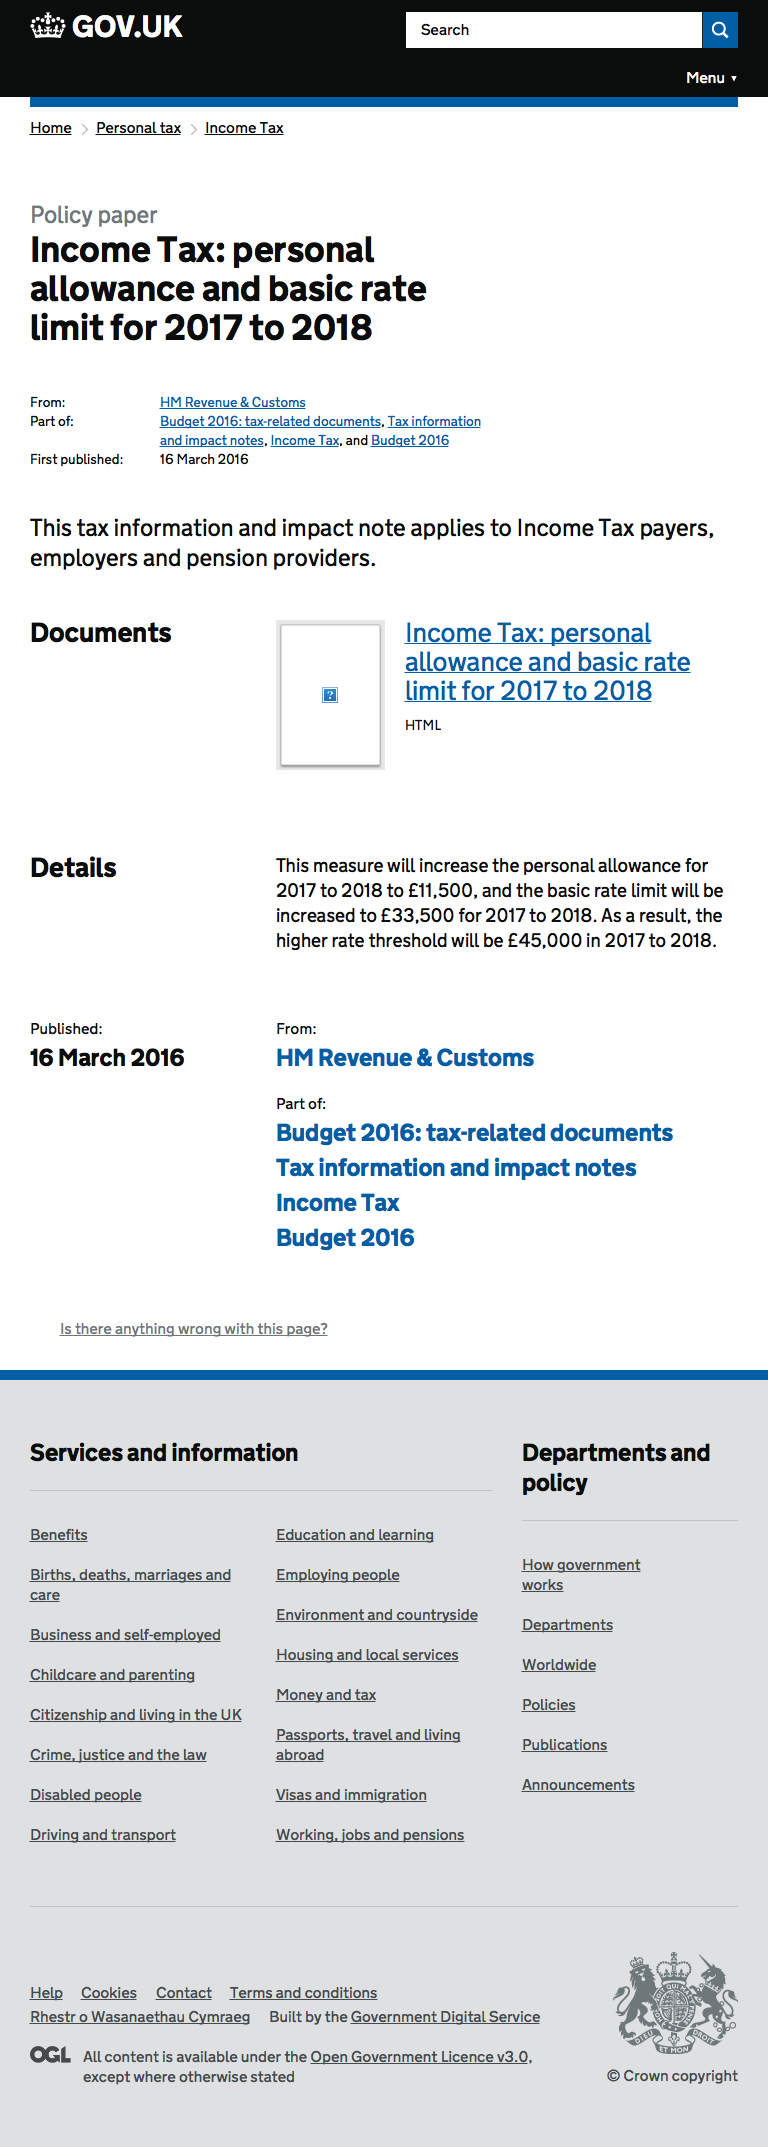 GOV.UK
Search
Menu ▼
Home > Personal tax > Income Tax
Policy paper
Income Tax: personal
allowance and basic rate
limit for 2017 to 2018
From: HM Revenue & Customs
Part of: Budget 2016: tax-related documents, Tax information
and impact notes, Income Tax, and Budget 2016
First published: 16 March 2016
This tax information and impact note applies to Income Tax payers,
employers and pension providers.
Documents
?
Income Tax: personal
allowance and basic rate
limit for 2017 to 2018
HTML
Details
This measure will increase the personal allowance for
2017 to 2018 to £11,500, and the basic rate limit will be
increased to £33,500 for 2017 to 2018. As a result, the
higher rate threshold will be £45,000 in 2017 to 2018.
Published:
16 March 2016
From:
HM Revenue & Customs
Part of:
Budget 2016: tax-related documents
Tax information and impact notes
Income Tax
Budget 2016
Is there anything wrong with this page?
Services and information
Benefits
Births, deaths, marriages and
care
Business and self-employed
Childcare and parenting
Citizenship and living in the UK
Crime, justice and the law
Disabled people
Driving and transport
Education and learning
Employing people
Environment and countryside
Housing and local services
Money and tax
Passports, travel and living
abroad
Visas and immigration
Working, jobs and pensions
Departments and
policy
How government
works
Departments
Worldwide
Policies
Publications
Announcements
Help Cookies Contact Terms and conditions
Rhestr o Wasanaethau Cymraeg Built by the Government Digital Service
OGL All content is available under the Open Government Licence v3.0,
except where otherwise stated
DIEU ET MON DROIT
© Crown copyright